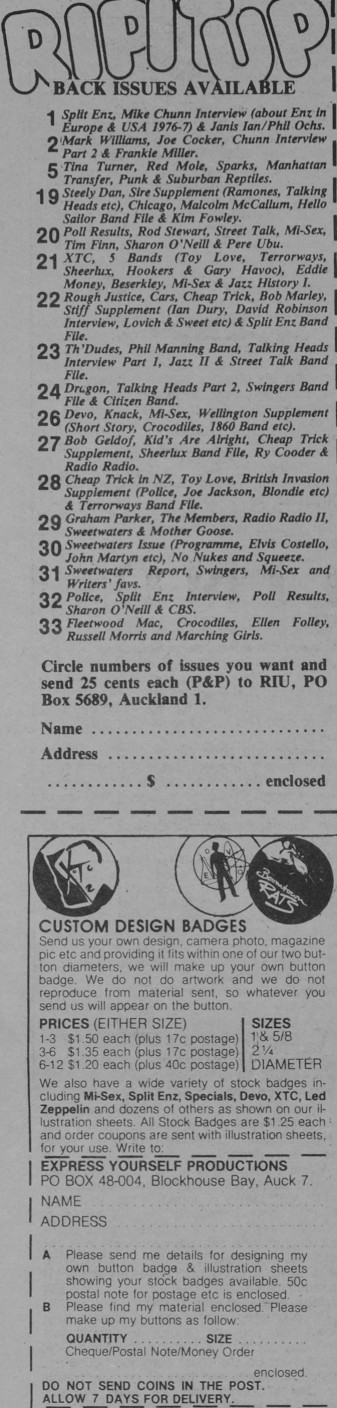 RIP IT UP
BACK ISSUES AVAILABLE
1 Split Enz, Mike Chunn Interview (about Enz in
Europe & USA 1976-7) & Janis Ian/Phil Ochs.
2 Mark Williams, Joe Cocker, Chunn Interview
Part 2 & Frankie Miller.
5 Tina Turner, Red Mole, Sparks, Manhattan
Transfer, Punk & Suburban Reptiles.
19 Steely Dan, Sire Supplement (Ramones, Talking
Heads etc), Chicago, Malcolm McCallum, Hello
Sailor Band File & Kim Fowley.
20 Poll Results, Rod Stewart, Street Talk, Mi-Sex,
Tim Finn, Sharon O'Neill & Pere Ubu.
21 XTC, 5 Bands (Toy Love, Terrorways,
Sheerlux, Hookers & Gary Havoc), Eddie
Money, Beserkley, Mi-Sex & Jazz History I.
22 Rough Justice, Cars, Cheap Trick, Bob Marley,
Stiff Supplement (Ian Dury, David Robinson
Interview, Lovich & Sweet etc) & Split Enz Band
File.
23 Th'Dudes, Phil Manning Band, Talking Heads
Interview Part 1, Jazz II & Street Talk Band
File.
24 Dragon, Talking Heads Part 2, Swingers Band
File & Citizen Band.
26 Devo, Knack, Mi-Sex, Wellington Supplement
(Short Story, Crocodiles, 1860 Band etc).
27 Bob Geldof, Kid's Are Alright, Cheap Trick
Supplement, Sheerlux Band File, Ry Cooder &
Radio Radio.
28 Cheap Trick in NZ, Toy Love, British Invasion
Supplement (Police, Joe Jackson, Blondie etc)
& Terrorways Band File.
29 Graham Parker, The Members, Radio Radio II,
Sweetwaters & Mother Goose.
30 Sweetwaters Issue (Programme, Elvis Costello,
John Martyn etc), No Nukes and Squeeze.
31 Sweetwaters Report, Swingers, Mi-Sex and
Writers' favs.
32 Police, Split Enz Interview, Poll Results,
Sharon O'Neill & CBS.
33 Fleetwood Mac, Crocodiles, Ellen Folley,
Russell Morris and Marching Girls.
Circle numbers of issues you want and
send 25 cents each (P&P) to RIU, PO
Box 5689, Auckland 1.
Name ............................
Address ..........................
............ $ ............ enclosed
XTC
DEVO
Boomtown
RATS
CUSTOM DESIGN BADGES
Send us your own design, camera photo, magazine
pic etc and providing it fits within one of our two but-
ton diameters, we will make up your own button
badge. We do not do artwork and we do not
reproduce from material sent, so whatever you
send us will appear on the button.
PRICES (EITHER SIZE)
1-3 $1.50 each (plus 17c postage)
3-6 $1.35 each (plus 17c postage)
6-12 $1.20 each (plus 40c postage)
SIZES
1 & 5/8
2 1/4
DIAMETER
We also have a wide variety of stock badges in-
cluding Mi-Sex, Split Enz, Specials, Devo, XTC, Led
Zeppelin and dozens of others as shown on our il-
lustration sheets. All Stock Badges are $1.25 each
and order coupons are sent with illustration sheets,
for your use. Write to:
EXPRESS YOURSELF PRODUCTIONS
PO BOX 48-004, Blockhouse Bay, Auck 7.
NAME
ADDRESS
A Please send me details for designing my
own button badge & illustration sheets
showing your stock badges available. 50c
postal note for postage etc is enclosed.
B Please find my material enclosed. Please
make up my buttons as follow:
QUANTITY .......... SIZE ..........
Cheque/Postal Note/Money Order
enclosed.
DO NOT SEND COINS IN THE POST.
ALLOW 7 DAYS FOR DELIVERY.